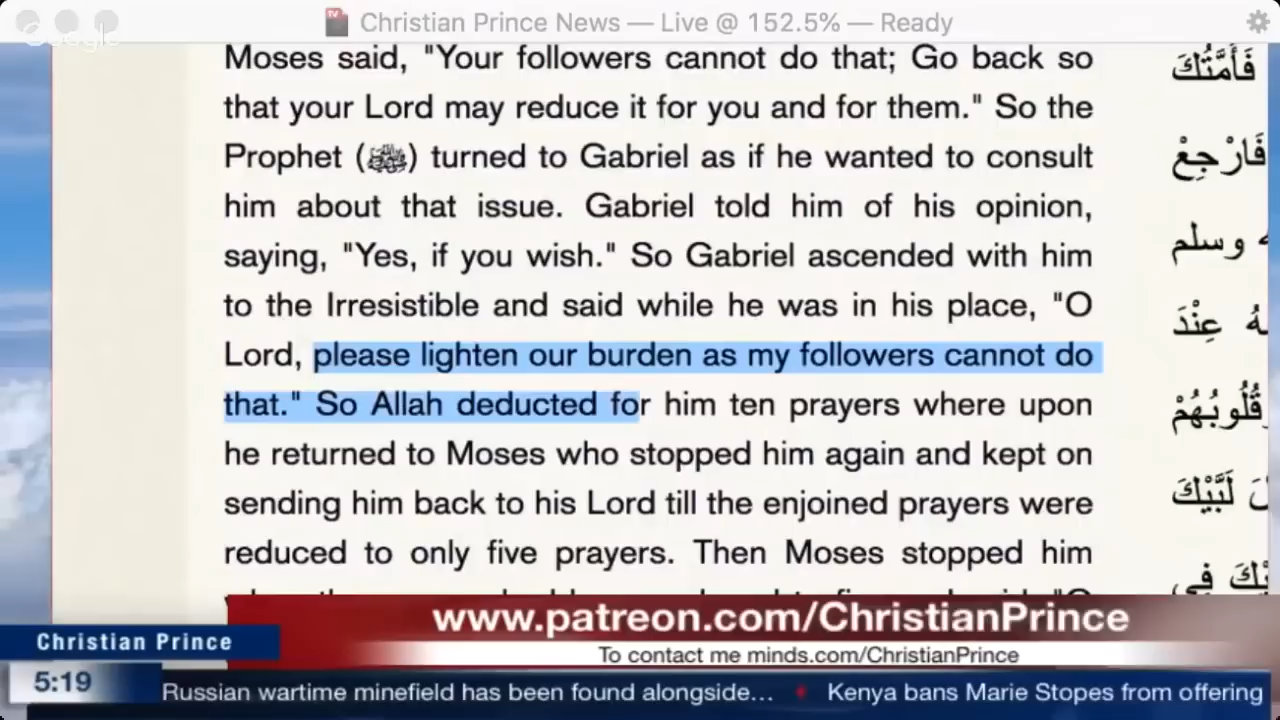 Christian Prince News — Live @ 152.5% — Ready
Google
Moses said, "Your followers cannot do that; Go back so
that your Lord may reduce it for you and for them." So the
Prophet (ﷺ) turned to Gabriel as if he wanted to consult
him about that issue. Gabriel told him of his opinion,
saying, "Yes, if you wish." So Gabriel ascended with him
to the Irresistible and said while he was in his place, "O
Lord, please lighten our burden as my followers cannot do
that." So Allah deducted for him ten prayers where upon
he returned to Moses who stopped him again and kept on
sending him back to his Lord till the enjoined prayers were
reduced to only five prayers. Then Moses stopped him
فَأُمَّتُكَ
فَارْجِعْ
وسلم
عِنْدَ
قُلُوبُهُمْ
لَبَّيْكَ
فِي
www.patreon.com/ChristianPrince
To contact me minds.com/ChristianPrince
Christian Prince
5:19
Russian wartime minefield has been found alongside... Kenya bans Marie Stopes from offering